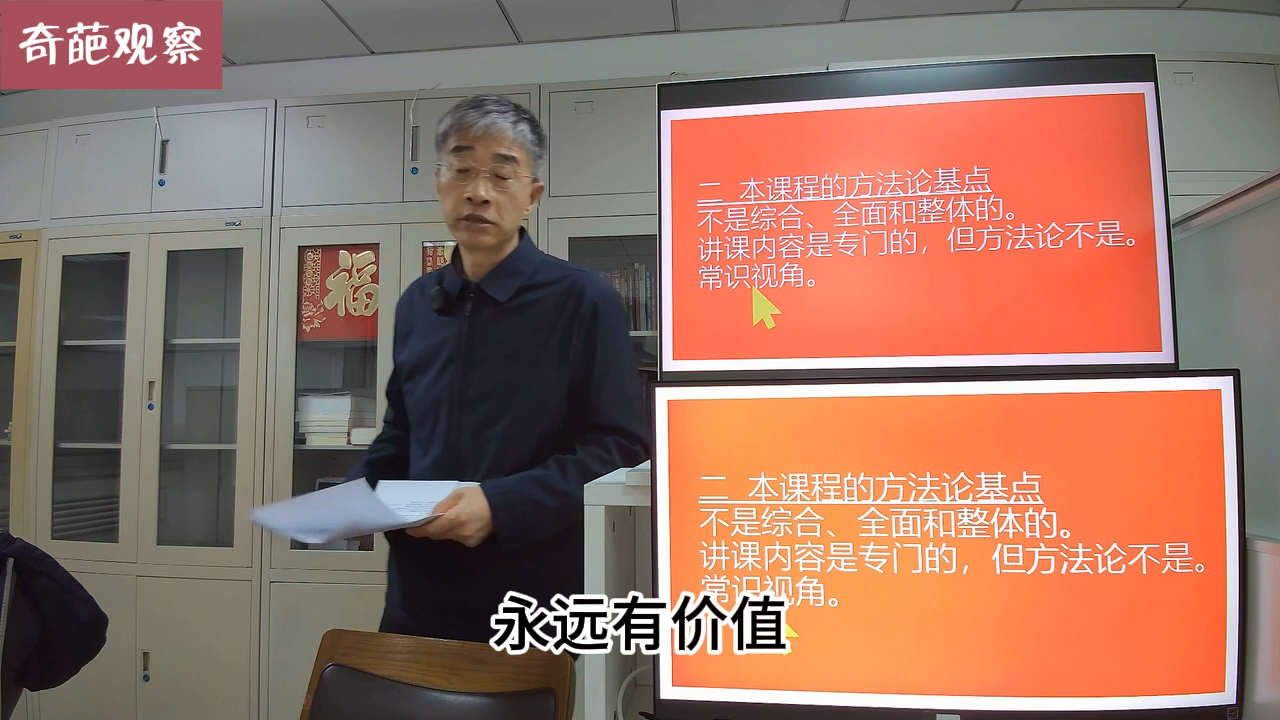 奇葩观察
二 本课程的方法论基点
不是综合、全面和整体的。
讲课内容是专门的，但方法论不是。
常识视角。
福
二 本课程的方法论基点
不是综合、全面和整体的。
讲课内容是专门的，但方法论不是。
常识视角。
永远有价值